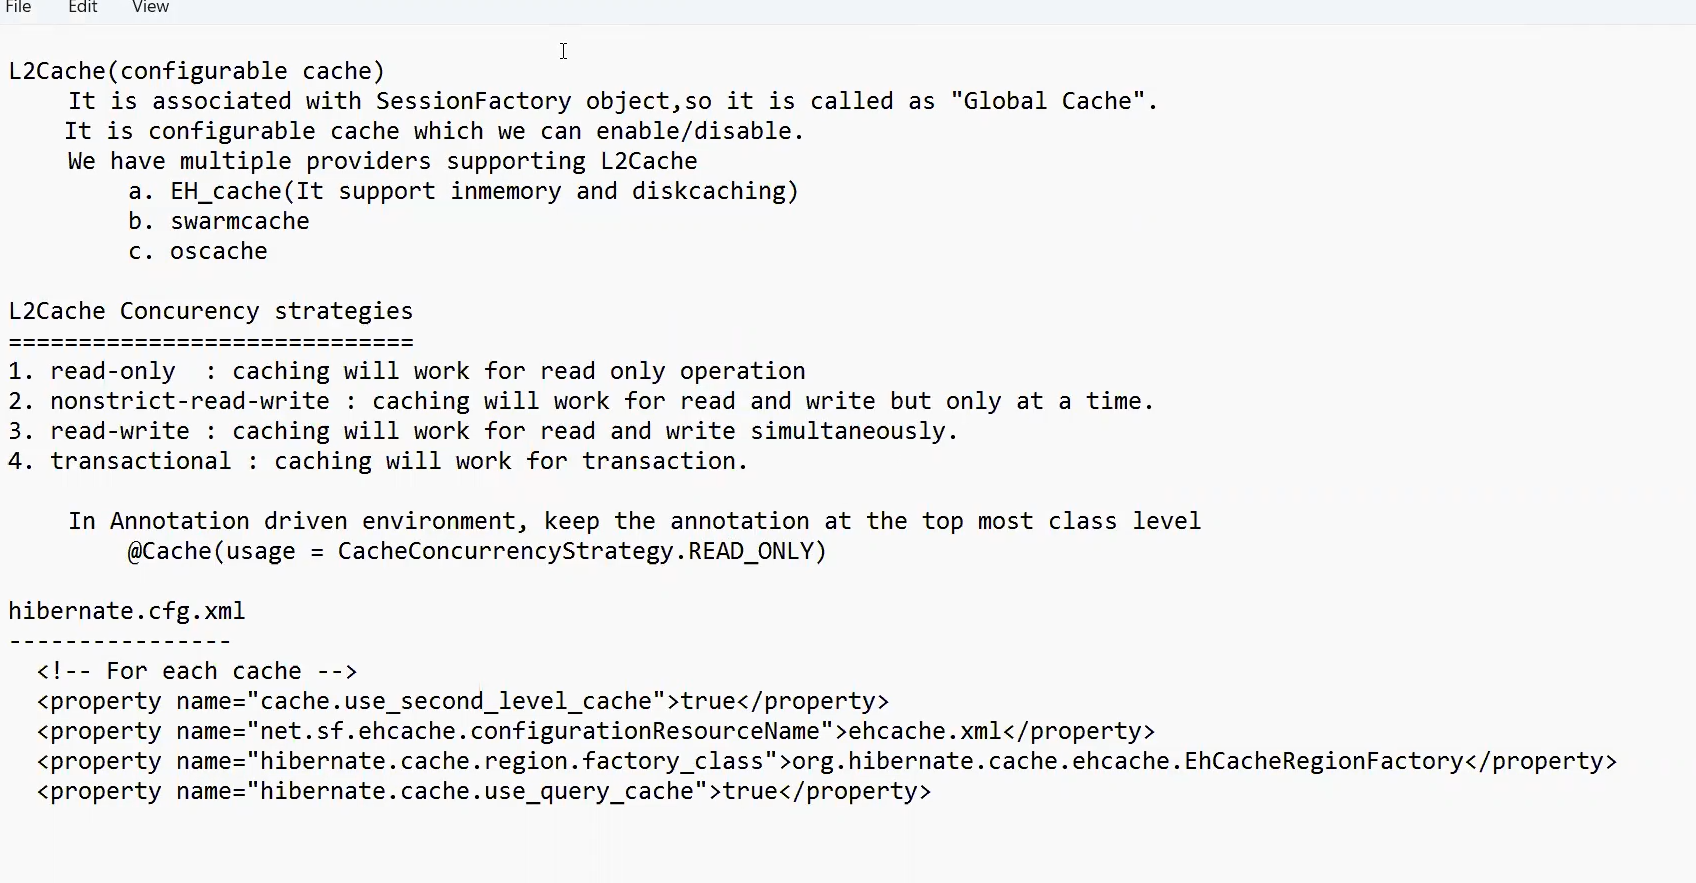 File Edit View
L2Cache(configurable cache)
It is associated with SessionFactory object,so it is called as "Global Cache".
It is configurable cache which we can enable/disable.
We have multiple providers supporting L2Cache
a. EH_cache(It support inmemory and diskcaching)
b. swarmcache
c. oscache
L2Cache Concurency strategies
=============================
1. read-only  : caching will work for read only operation
2. nonstrict-read-write : caching will work for read and write but only at a time.
3. read-write : caching will work for read and write simultaneously.
4. transactional : caching will work for transaction.
In Annotation driven environment, keep the annotation at the top most class level
@Cache(usage = CacheConcurrencyStrategy.READ_ONLY)
hibernate.cfg.xml
----------------
<!-- For each cache -->
<property name="cache.use_second_level_cache">true</property>
<property name="net.sf.ehcache.configurationResourceName">ehcache.xml</property>
<property name="hibernate.cache.region.factory_class">org.hibernate.cache.ehcache.EhCacheRegionFactory</property>
<property name="hibernate.cache.use_query_cache">true</property>